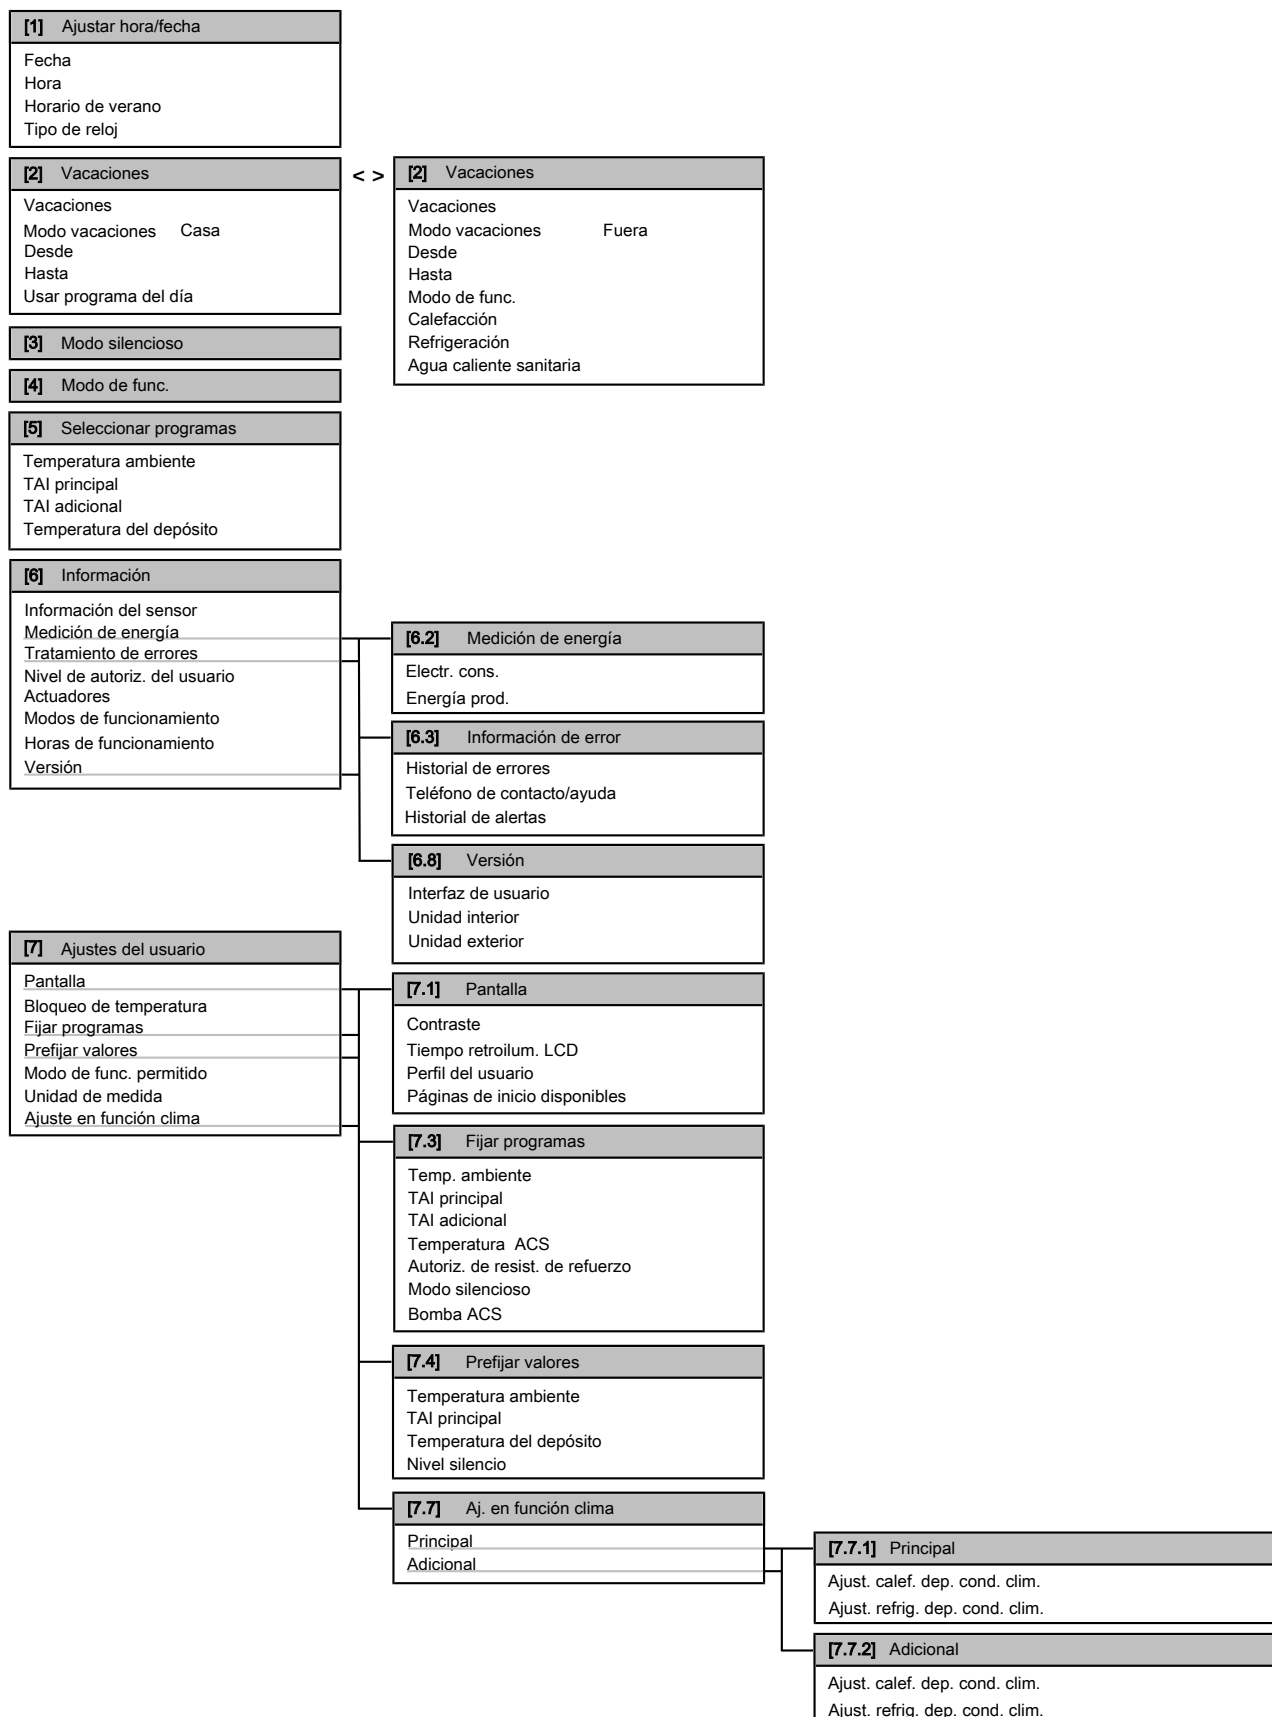 [1] Ajustar hora/fecha
Fecha
Hora
Horario de verano
Tipo de reloj
[2] Vacaciones
Vacaciones
Modo vacaciones Casa
Desde
Hasta
Usar programa del día
< >
[2] Vacaciones
Vacaciones
Modo vacaciones Fuera
Desde
Hasta
Modo de func.
Calefacción
Refrigeración
Agua caliente sanitaria
[3] Modo silencioso
[4] Modo de func.
[5] Seleccionar programas
Temperatura ambiente
TAI principal
TAI adicional
Temperatura del depósito
[6] Información
Información del sensor
Medición de energía
Tratamiento de errores
Nivel de autoriz. del usuario
Actuadores
Modos de funcionamiento
Horas de funcionamiento
Versión
[6.2] Medición de energía
Electr. cons.
Energía prod.
[6.3] Información de error
Historial de errores
Teléfono de contacto/ayuda
Historial de alertas
[6.8] Versión
Interfaz de usuario
Unidad interior
Unidad exterior
[7] Ajustes del usuario
Pantalla
Bloqueo de temperatura
Fijar programas
Prefijar valores
Modo de func. permitido
Unidad de medida
Ajuste en función clima
[7.1] Pantalla
Contraste
Tiempo retroilum. LCD
Perfil del usuario
Páginas de inicio disponibles
[7.3] Fijar programas
Temp. ambiente
TAI principal
TAI adicional
Temperatura ACS
Autoriz. de resist. de refuerzo
Modo silencioso
Bomba ACS
[7.4] Prefijar valores
Temperatura ambiente
TAI principal
Temperatura del depósito
Nivel silencio
[7.7] Aj. en función clima
Principal
Adicional
[7.7.1] Principal
Ajust. calef. dep. cond. clim.
Ajust. refrig. dep. cond. clim.
[7.7.2] Adicional
Ajust. calef. dep. cond. clim.
Ajust. refrig. dep. cond. clim.